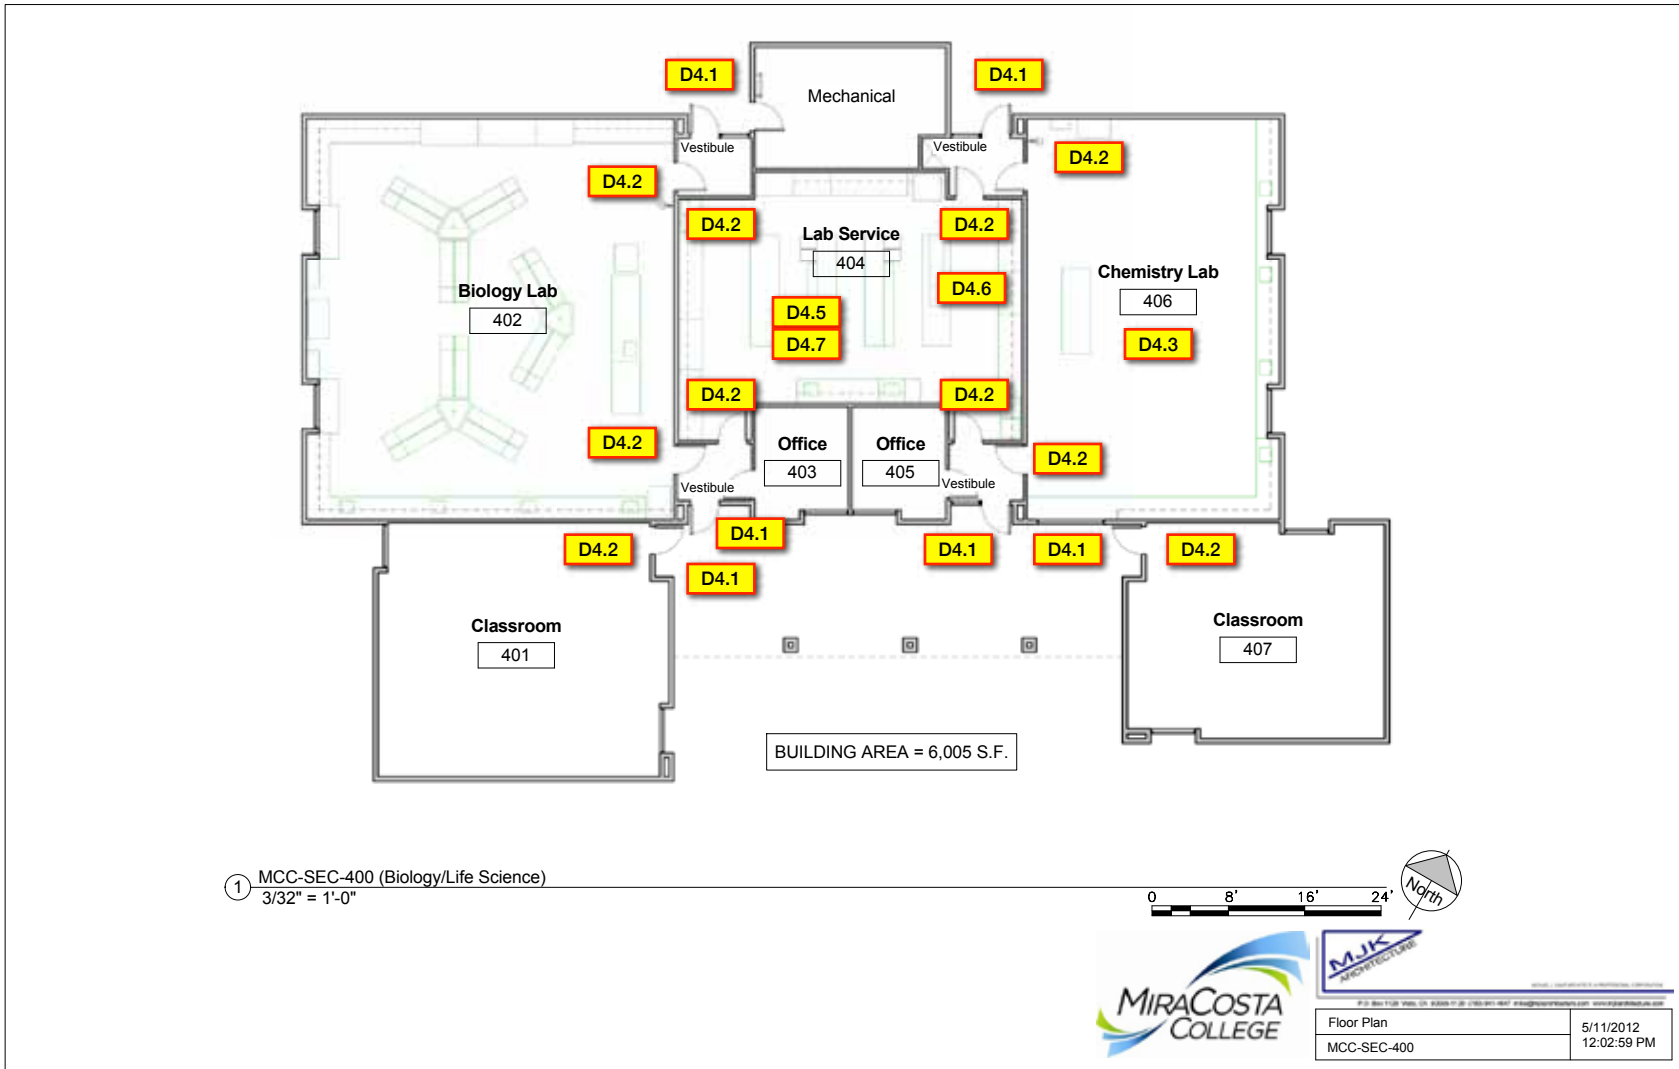 D4.1
D4.1
Mechanical
Vestibule
Vestibule
D4.2
D4.2
D4.2
D4.2
Lab Service
404
D4.2
Biology Lab
402
D4.6
Chemistry Lab
406
D4.5
D4.7
D4.3
D4.2
D4.2
D4.2
Office
403
Office
405
D4.2
Vestibule
Vestibule
D4.1
D4.2
D4.1
D4.1
D4.2
D4.1
Classroom
401
Classroom
407
BUILDING AREA = 6,005 S.F.
1
MCC-SEC-400 (Biology/Life Science)
3/32" = 1'-0"
0 8' 16' 24'
North
MIRACOSTA
COLLEGE
MJK
ARCHITECTURE
Floor Plan
MCC-SEC-400
5/11/2012
12:02:59 PM